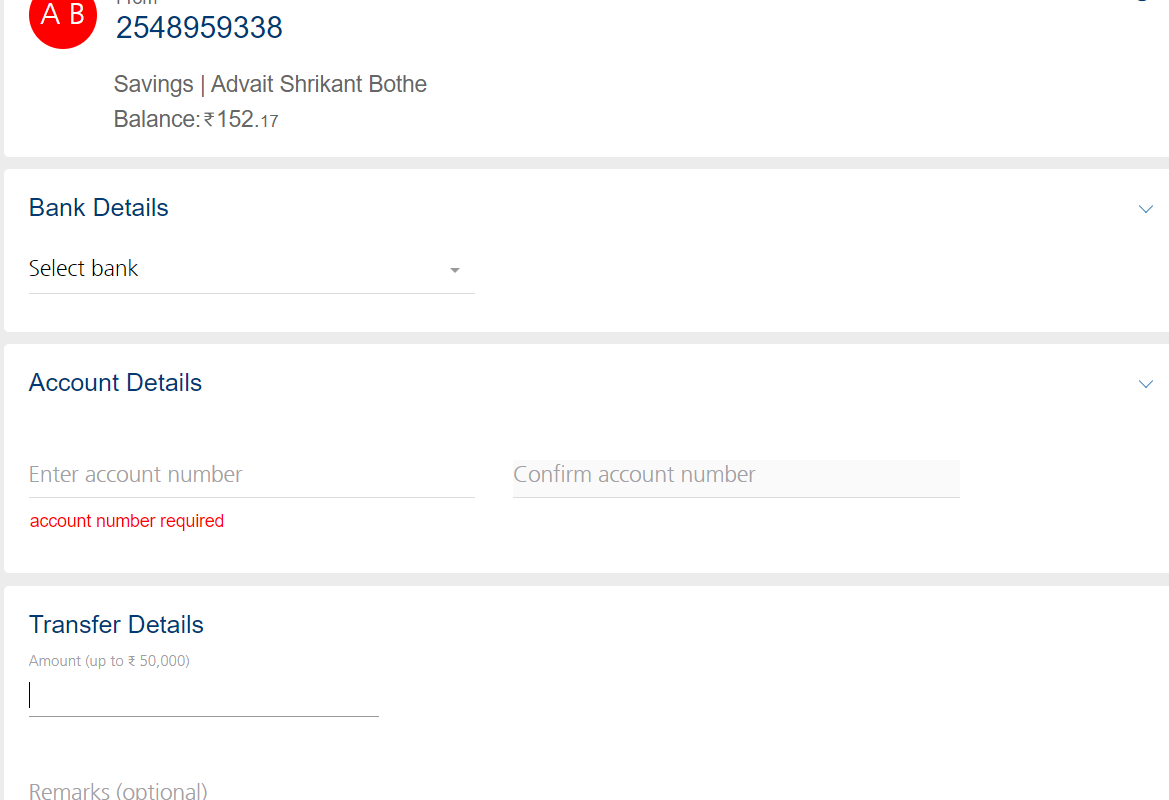 A B
From
2548959338
Savings | Advait Shrikant Bothe
Balance:₹152.17
Bank Details
Select bank
Account Details
Enter account number
Confirm account number
account number required
Transfer Details
Amount (up to ₹ 50,000)
Remarks (optional)